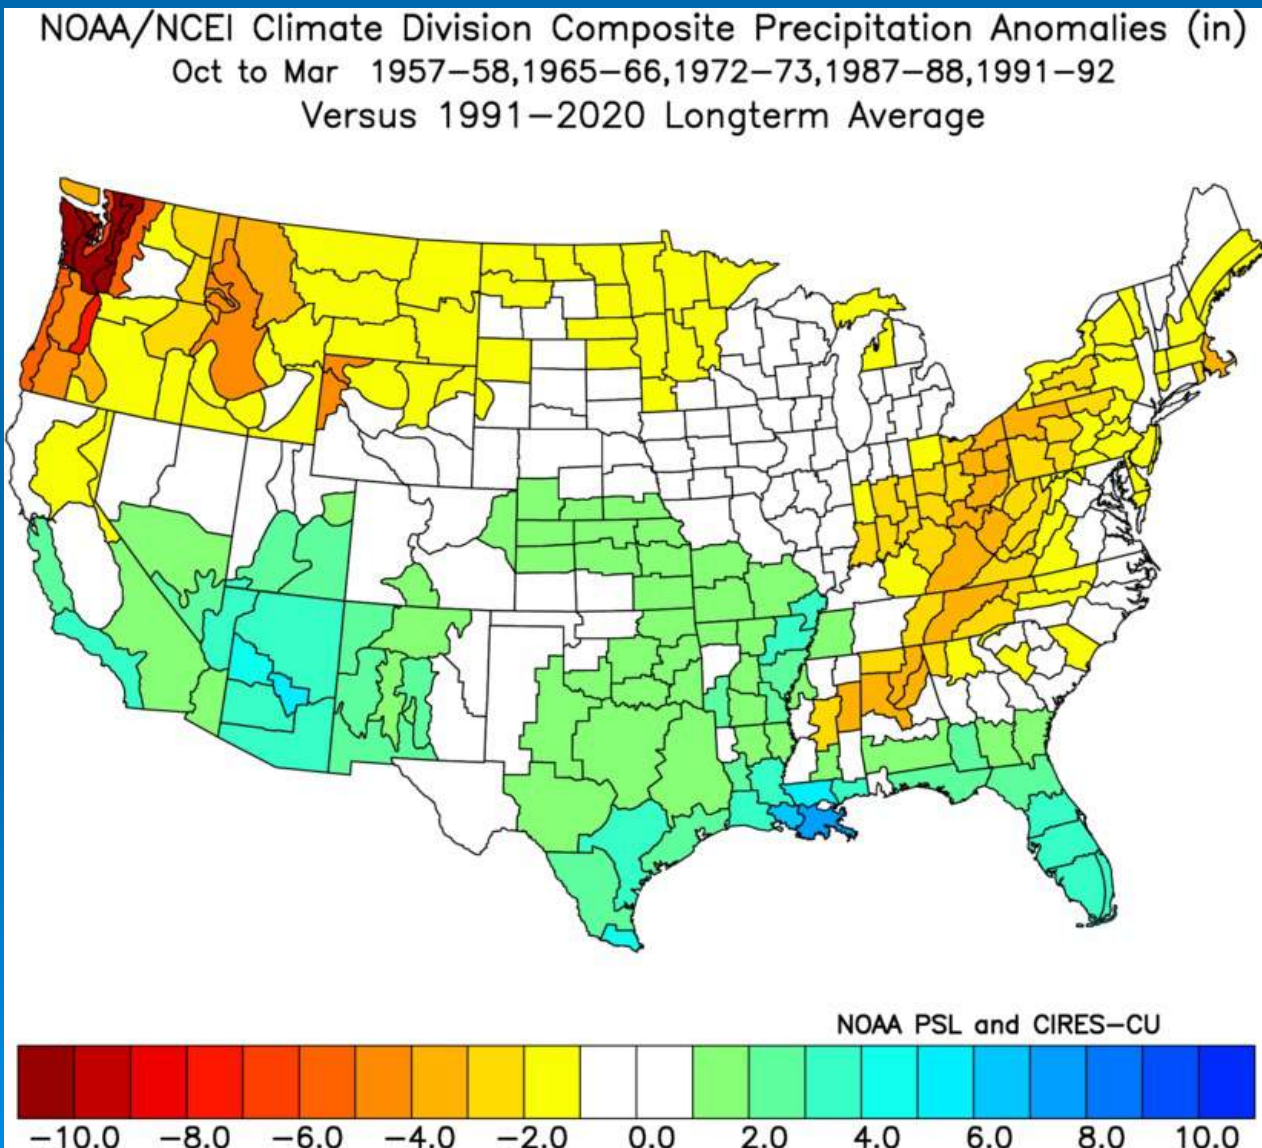 NOAA/NCEI Climate Division Composite Precipitation Anomalies (in)
Oct to Mar 1957-58,1965-66,1972-73,1987-88,1991-92
Versus 1991-2020 Longterm Average
NOAA PSL and CIRES-CU
-10.0 -8.0 -6.0 -4.0 -2.0 0.0 2.0 4.0 6.0 8.0 10.0